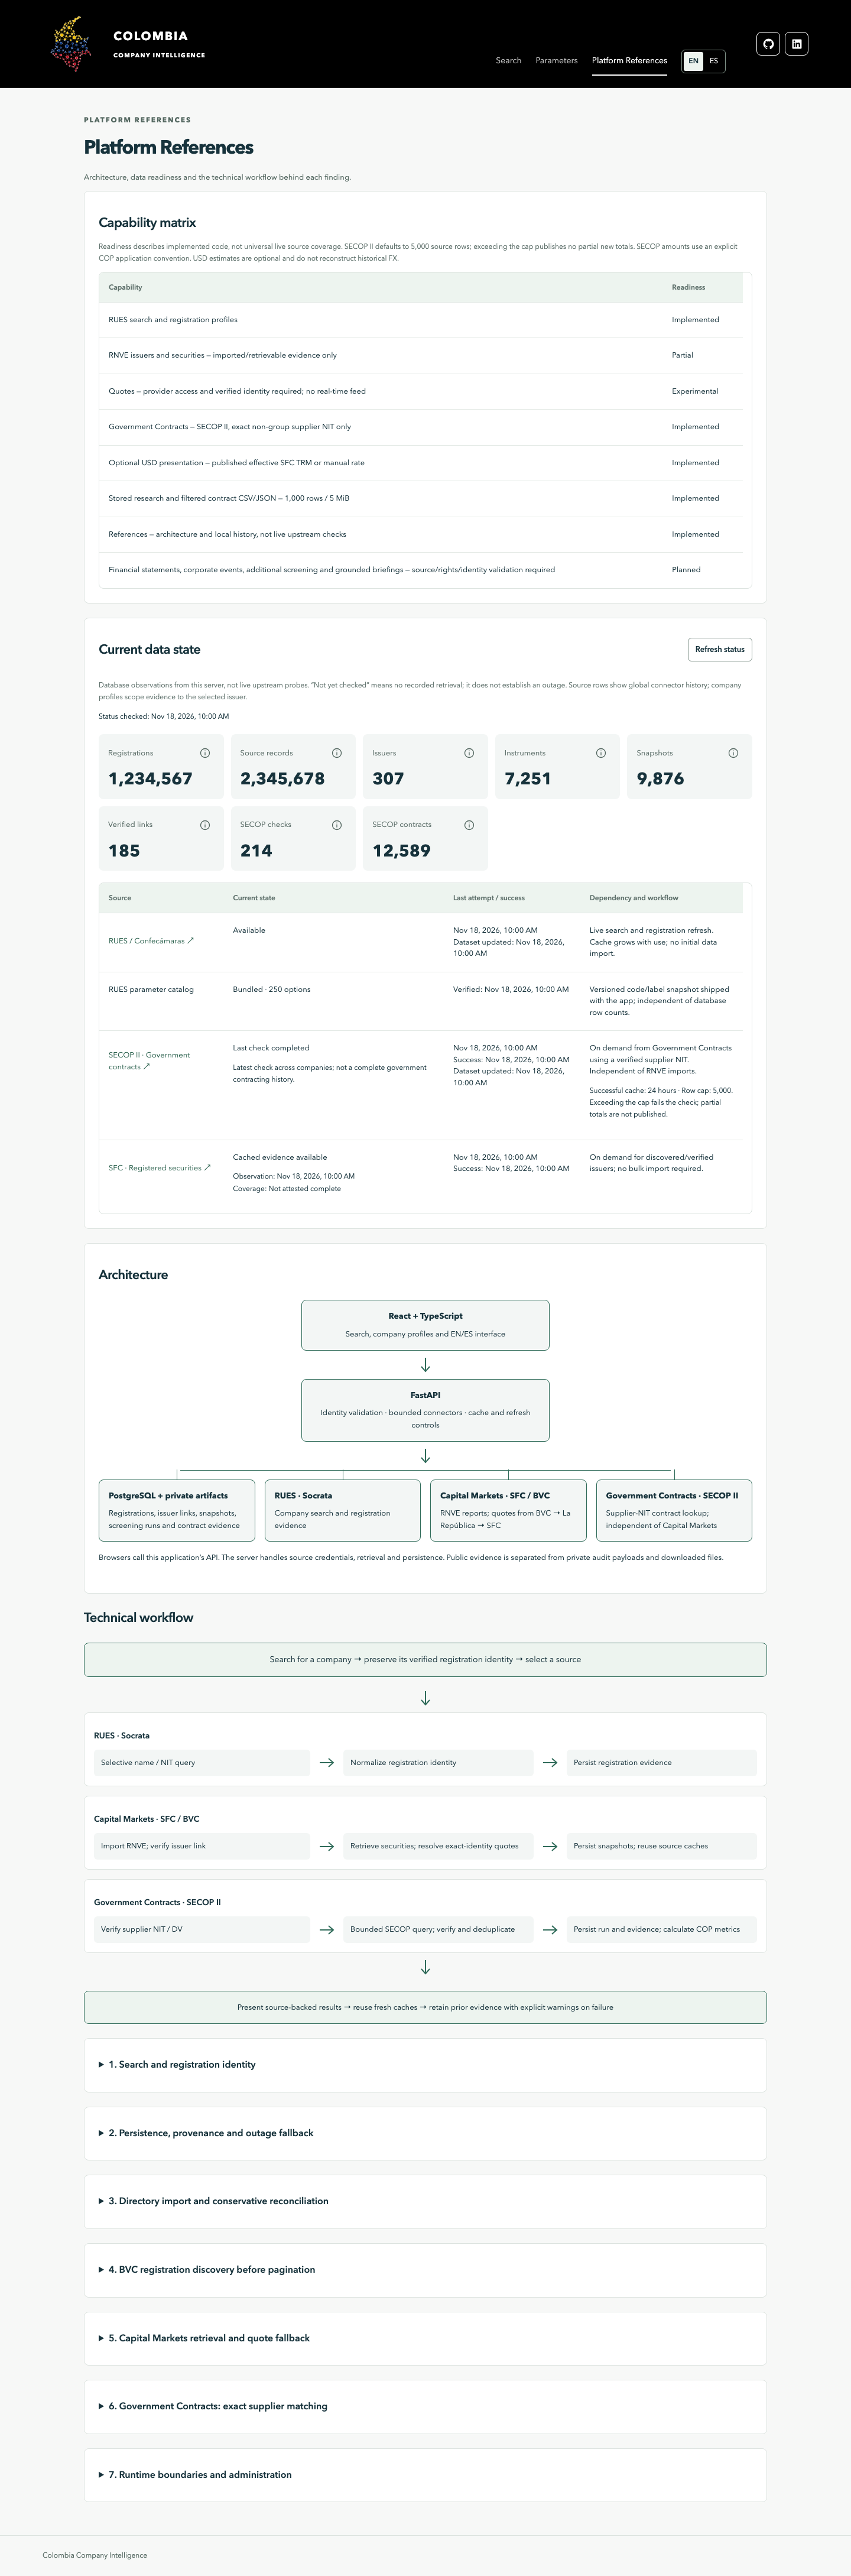 COLOMBIA
COMPANY INTELLIGENCE
Search
Parameters
Platform References
EN
ES
PLATFORM REFERENCES
Platform References
Architecture, data readiness and the technical workflow behind each finding.
Capability matrix
Readiness describes implemented code, not universal live source coverage. SECOP II defaults to 5,000 source rows; exceeding the cap publishes no partial new totals. SECOP amounts use an explicit
COP application convention. USD estimates are optional and do not reconstruct historical FX.
Capability
Readiness
RUES search and registration profiles
Implemented
RNVE issuers and securities — imported/retrievable evidence only
Partial
Quotes — provider access and verified identity required; no real-time feed
Experimental
Government Contracts — SECOP II, exact non-group supplier NIT only
Implemented
Optional USD presentation — published effective SFC TRM or manual rate
Implemented
Stored research and filtered contract CSV/JSON — 1,000 rows / 5 MiB
Implemented
References — architecture and local history, not live upstream checks
Implemented
Financial statements, corporate events, additional screening and grounded briefings — source/rights/identity validation required
Planned
Current data state
Refresh status
Database observations from this server, not live upstream probes. “Not yet checked” means no recorded retrieval; it does not establish an outage. Source rows show global connector history; company
profiles scope evidence to the selected issuer.
Status checked: Nov 18, 2026, 10:00 AM
Registrations
1,234,567
Source records
2,345,678
Issuers
307
Instruments
7,251
Snapshots
9,876
Verified links
185
SECOP checks
214
SECOP contracts
12,589
Source
Current state
Last attempt / success
Dependency and workflow
RUES / Confecámaras ↗
Available
Nov 18, 2026, 10:00 AM
Dataset updated: Nov 18, 2026,
10:00 AM
Live search and registration refresh.
Cache grows with use; no initial data
import.
RUES parameter catalog
Bundled · 250 options
Verified: Nov 18, 2026, 10:00 AM
Versioned code/label snapshot shipped
with the app; independent of database
row counts.
SECOP II · Government
contracts ↗
Last check completed
Latest check across companies; not a complete government
contracting history.
Nov 18, 2026, 10:00 AM
Success: Nov 18, 2026, 10:00 AM
Dataset updated: Nov 18, 2026,
10:00 AM
On demand from Government Contracts
using a verified supplier NIT.
Independent of RNVE imports.
Successful cache: 24 hours · Row cap: 5,000.
Exceeding the cap fails the check; partial
totals are not published.
SFC · Registered securities ↗
Cached evidence available
Observation: Nov 18, 2026, 10:00 AM
Coverage: Not attested complete
Nov 18, 2026, 10:00 AM
Success: Nov 18, 2026, 10:00 AM
On demand for discovered/verified
issuers; no bulk import required.
Architecture
React + TypeScript
Search, company profiles and EN/ES interface
FastAPI
Identity validation · bounded connectors · cache and refresh
controls
PostgreSQL + private artifacts
Registrations, issuer links, snapshots,
screening runs and contract evidence
RUES · Socrata
Company search and registration
evidence
Capital Markets · SFC / BVC
RNVE reports; quotes from BVC → La
República → SFC
Government Contracts · SECOP II
Supplier-NIT contract lookup;
independent of Capital Markets
Browsers call this application’s API. The server handles source credentials, retrieval and persistence. Public evidence is separated from private audit payloads and downloaded files.
Technical workflow
Search for a company → preserve its verified registration identity → select a source
RUES · Socrata
Selective name / NIT query
Normalize registration identity
Persist registration evidence
Capital Markets · SFC / BVC
Import RNVE; verify issuer link
Retrieve securities; resolve exact-identity quotes
Persist snapshots; reuse source caches
Government Contracts · SECOP II
Verify supplier NIT / DV
Bounded SECOP query; verify and deduplicate
Persist run and evidence; calculate COP metrics
Present source-backed results → reuse fresh caches → retain prior evidence with explicit warnings on failure
▶ 1. Search and registration identity
▶ 2. Persistence, provenance and outage fallback
▶ 3. Directory import and conservative reconciliation
▶ 4. BVC registration discovery before pagination
▶ 5. Capital Markets retrieval and quote fallback
▶ 6. Government Contracts: exact supplier matching
▶ 7. Runtime boundaries and administration
Colombia Company Intelligence